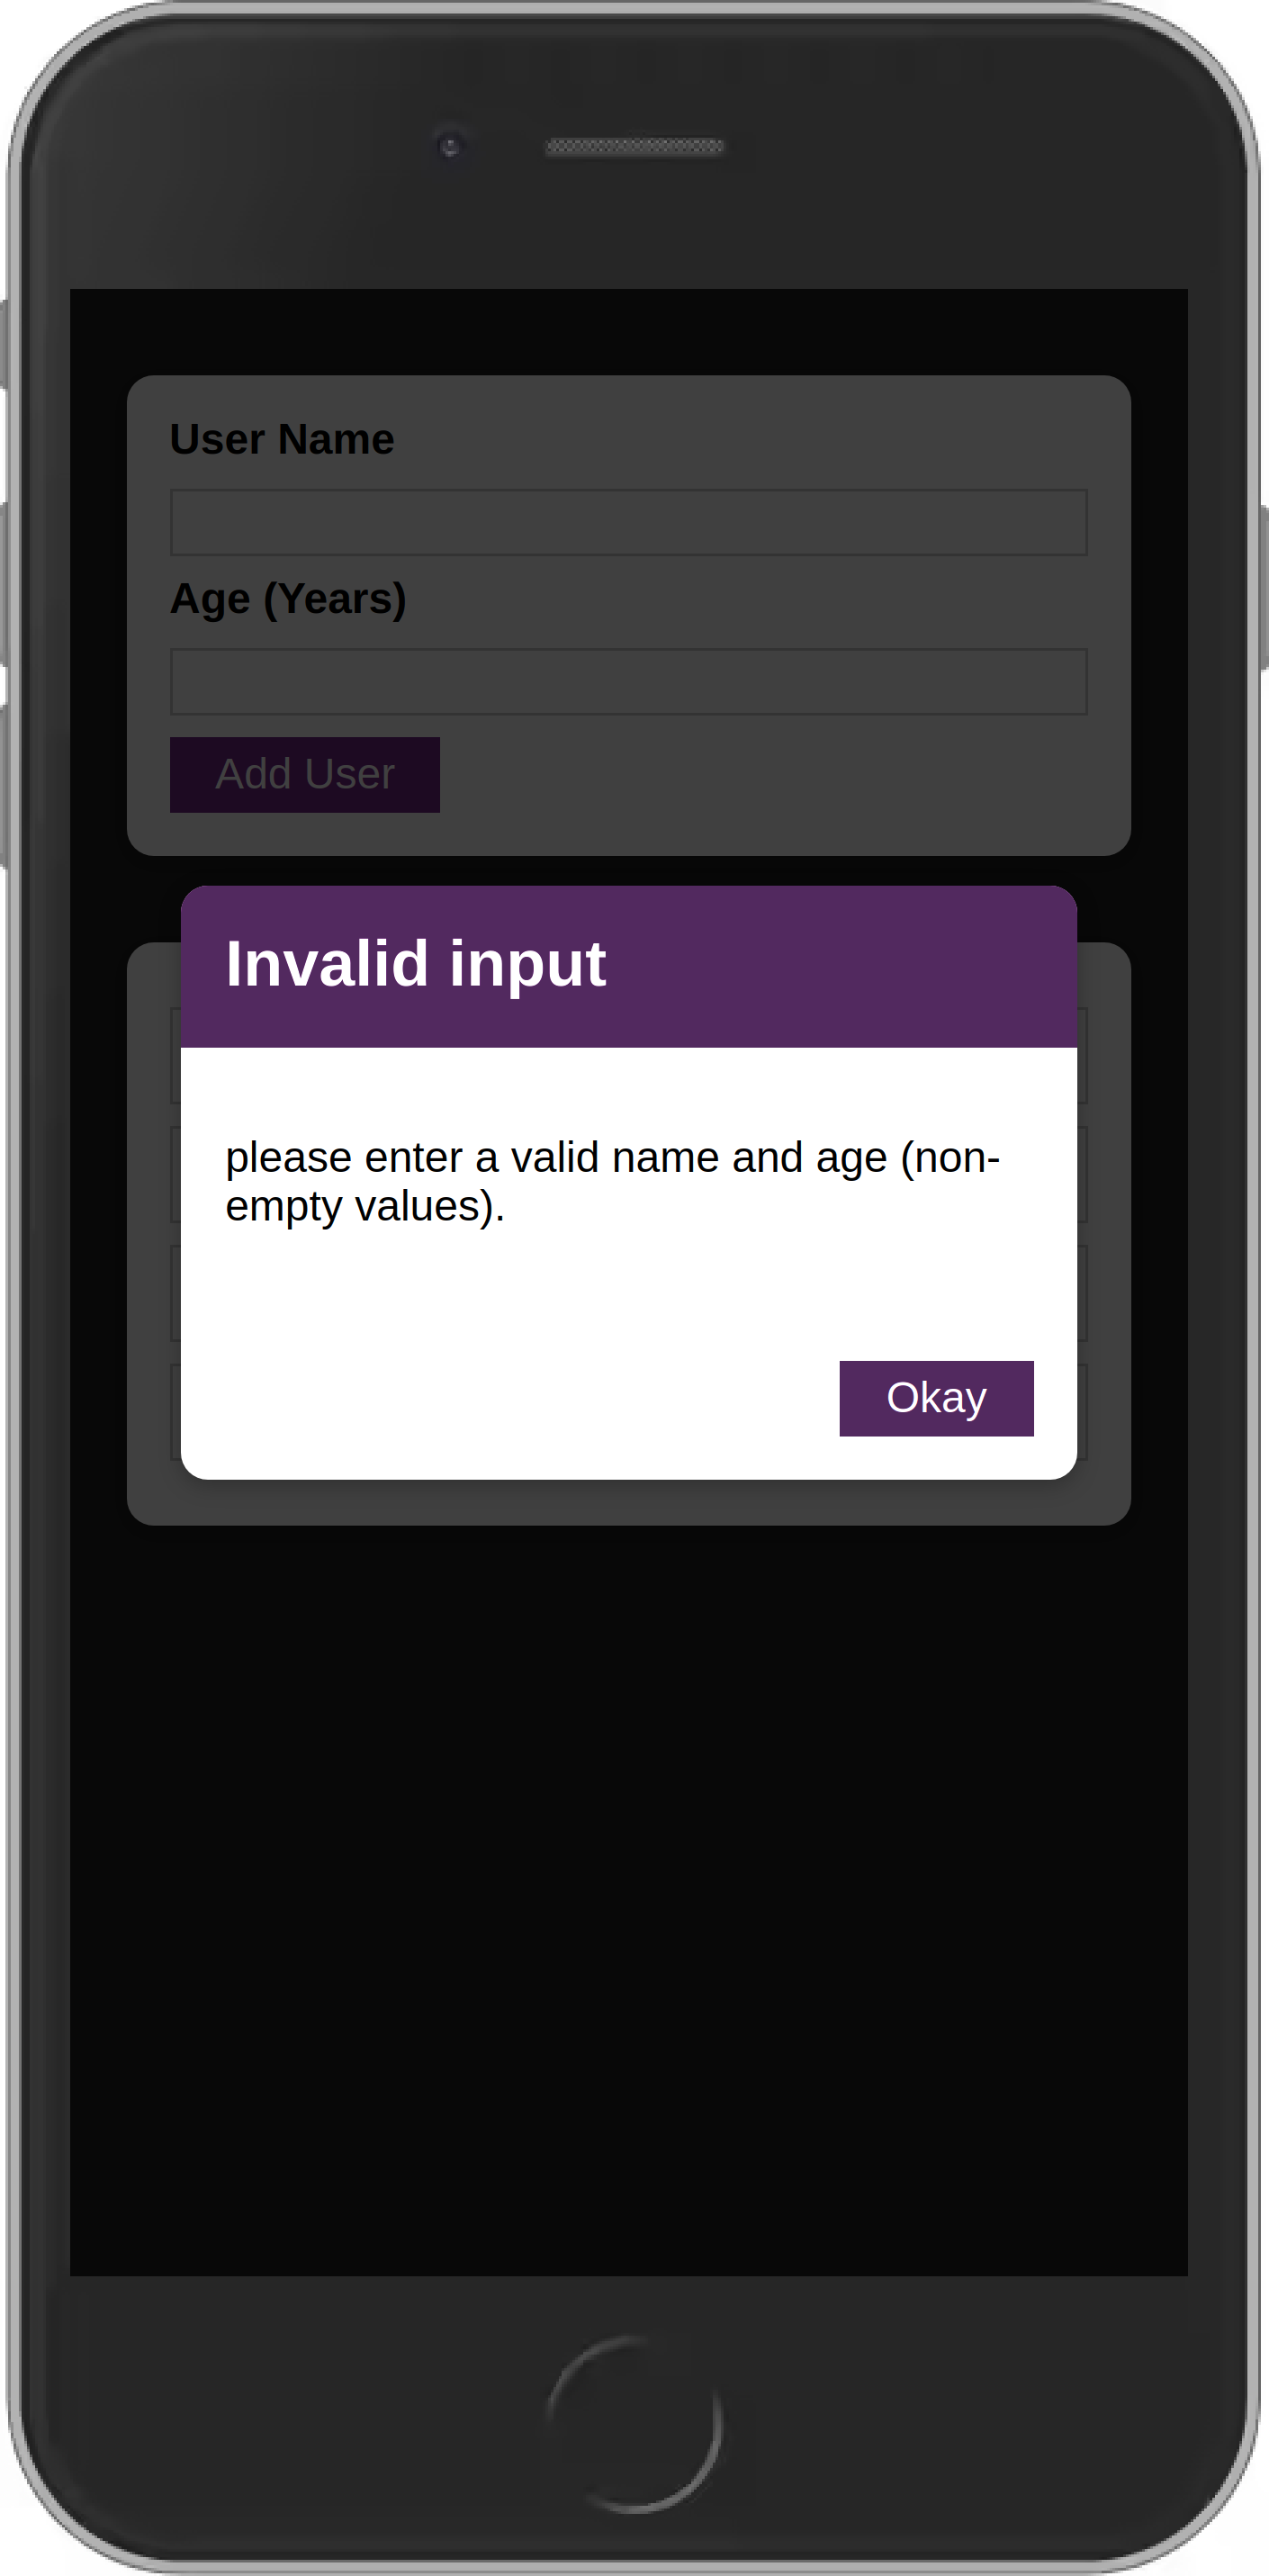 User Name
Age (Years)
Add User
Invalid input
please enter a valid name and age (non-
empty values).
Okay